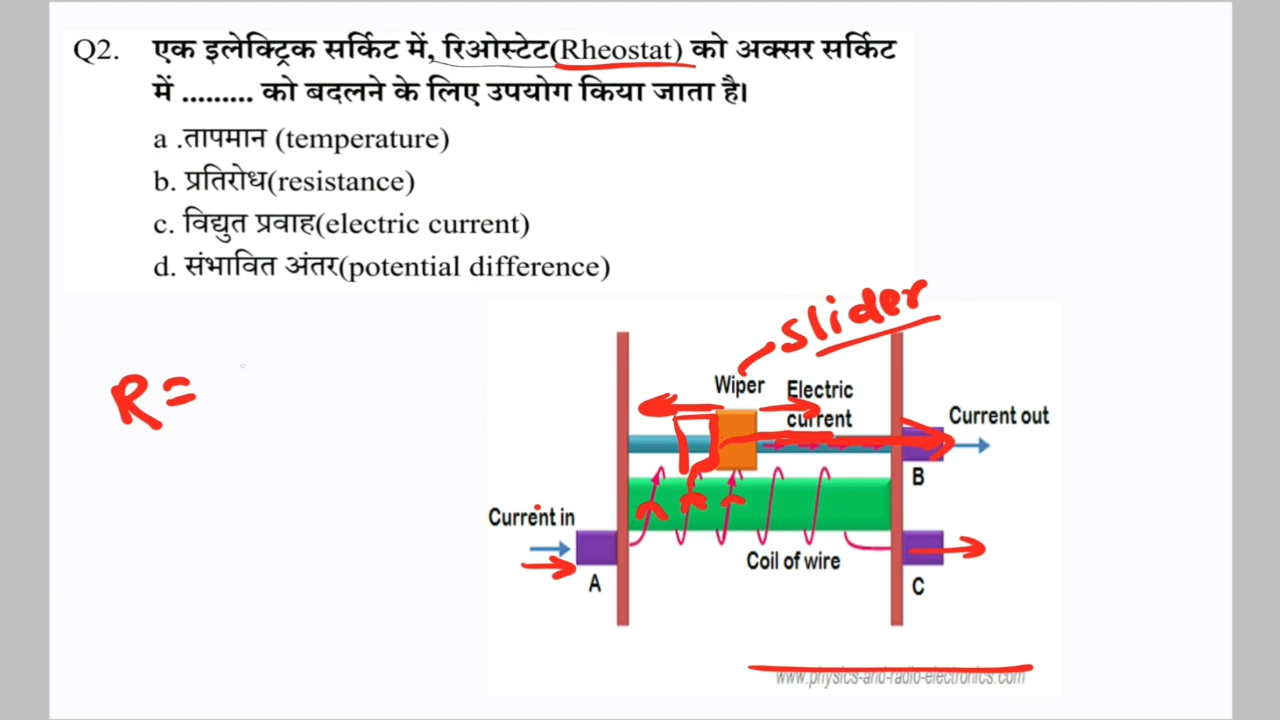 Q2. एक इलेक्ट्रिक सर्किट में, रिओस्टेट(Rheostat) को अक्सर सर्किट
में ......... को बदलने के लिए उपयोग किया जाता है।
a .तापमान (temperature)
b. प्रतिरोध(resistance)
c. विद्युत प्रवाह(electric current)
d. संभावित अंतर(potential difference)
slider
R=
Wiper
Electric
current
Current out
B
Current in
A
Coil of wire
C
www.physics-and-radio-electronics.com